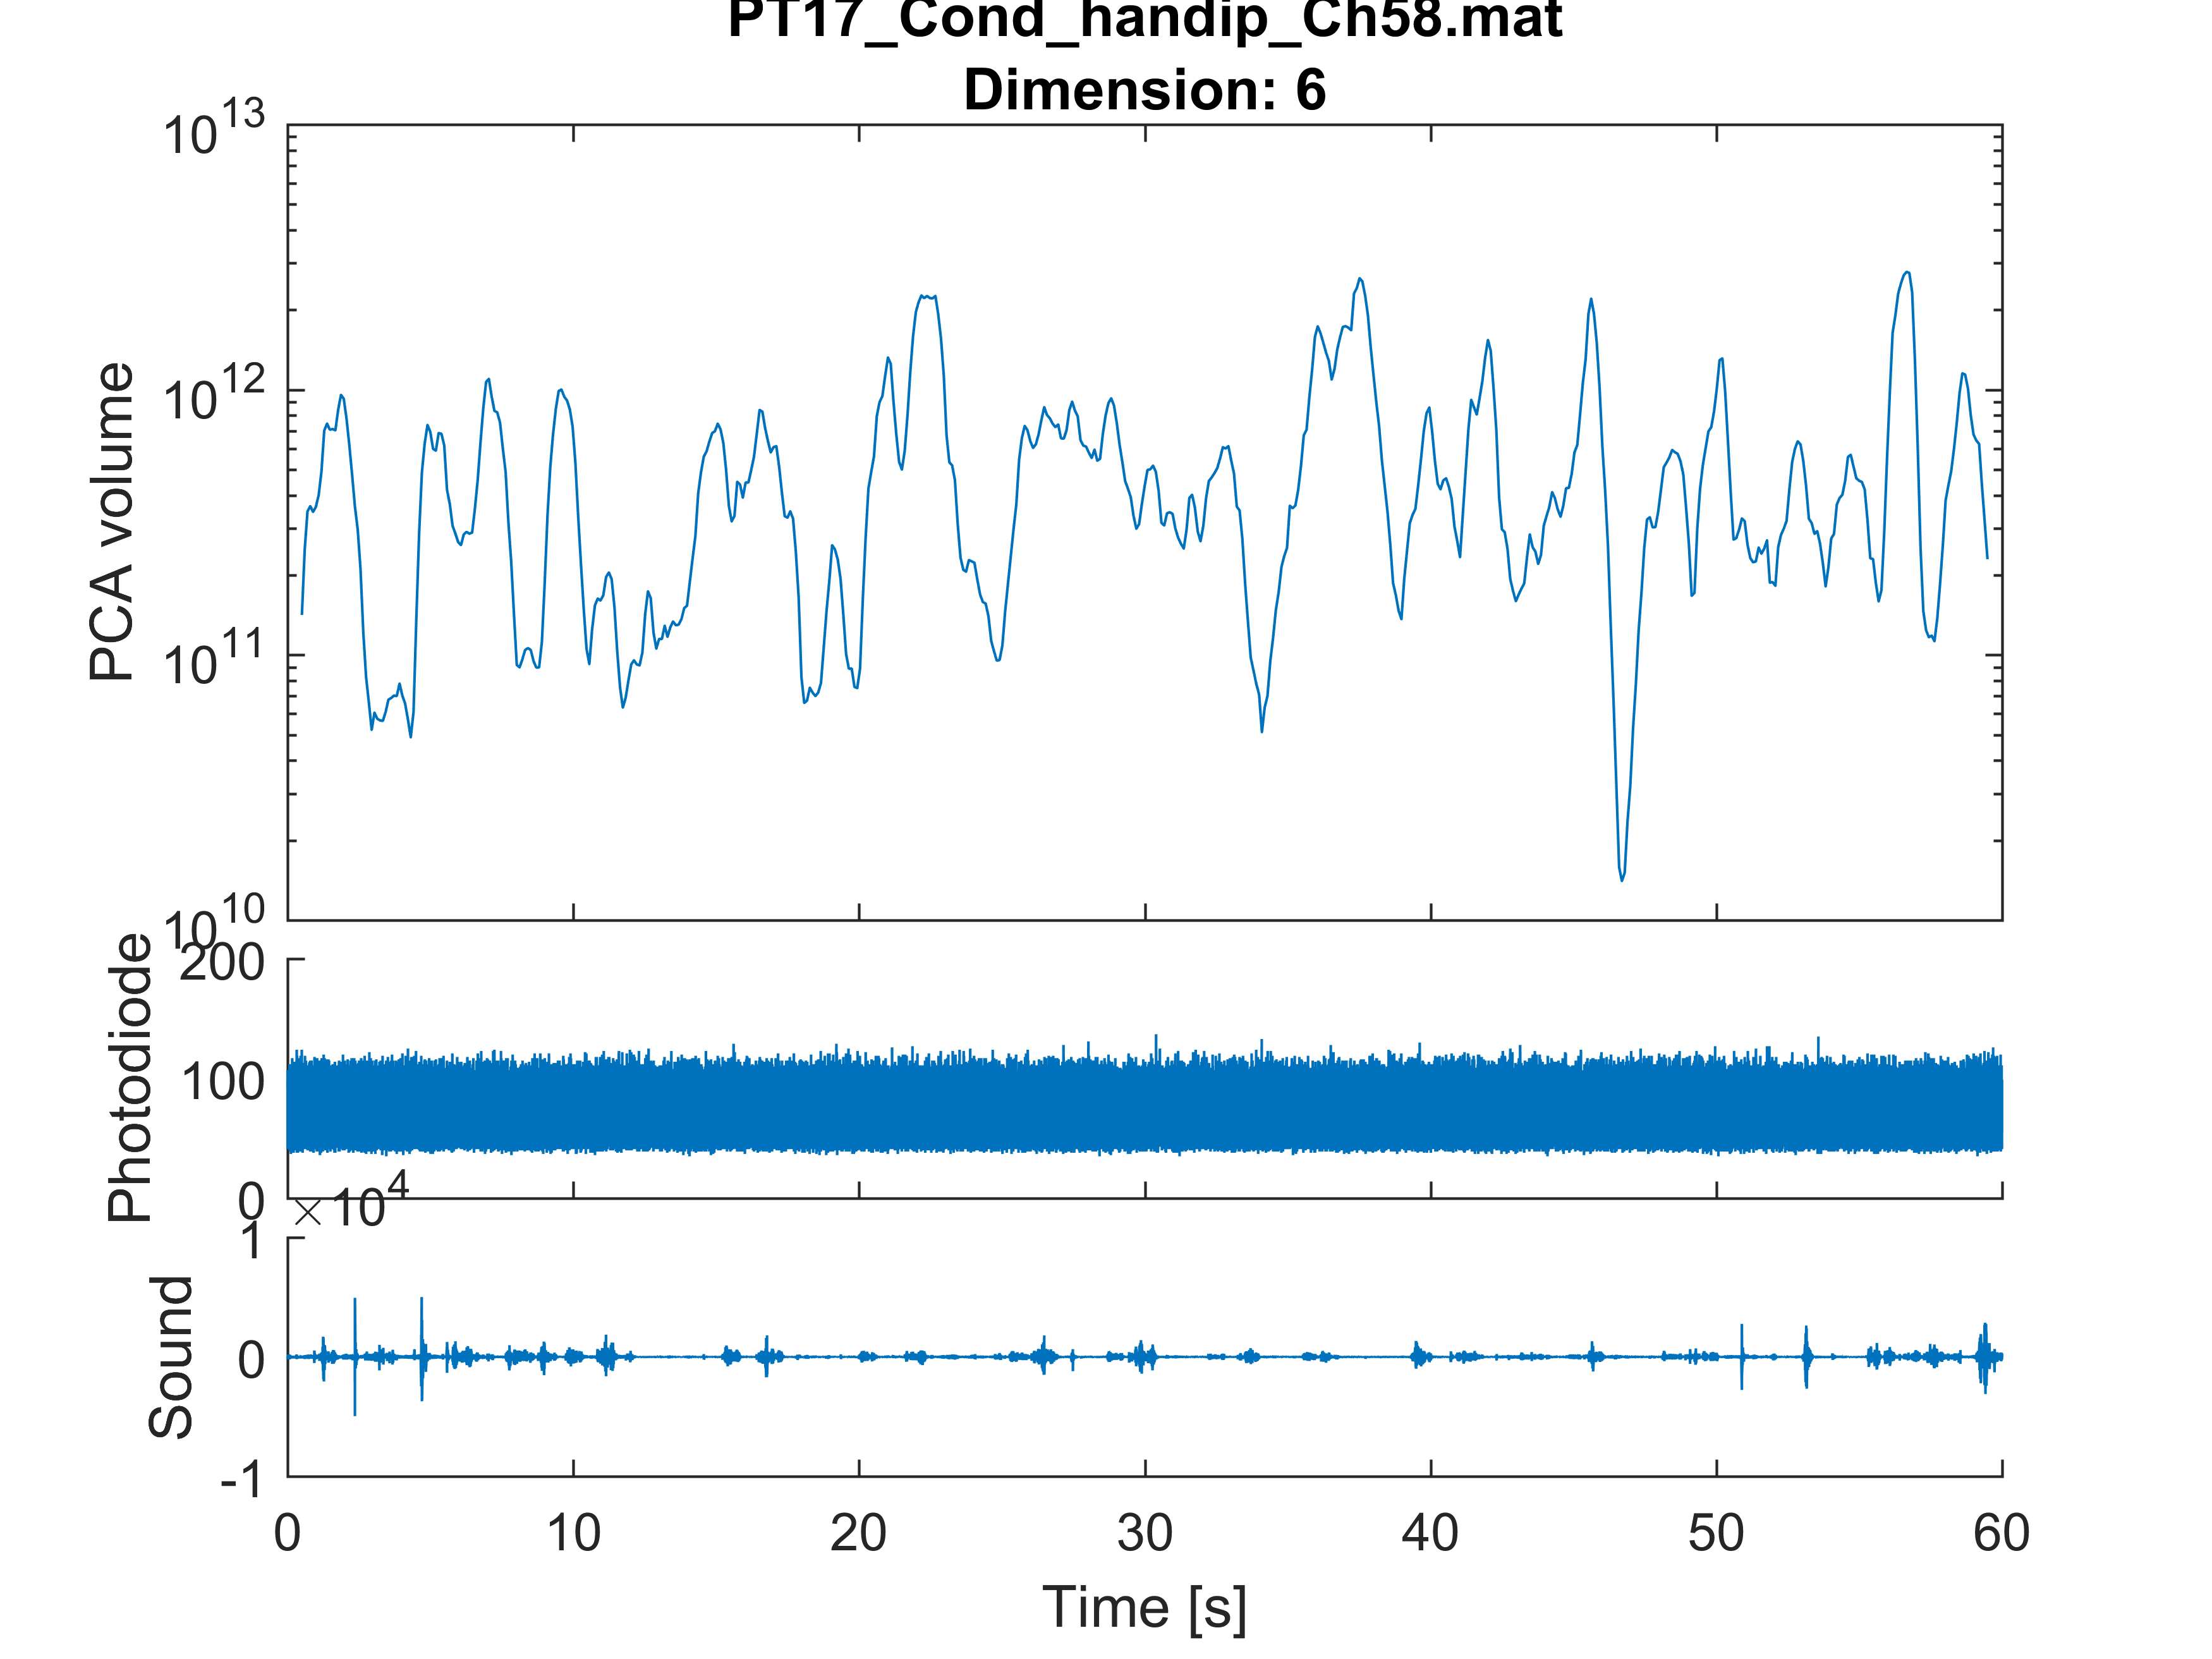 PT17_Cond_handip_Ch58.mat
Dimension: 6
10^13
10^12
10^11
10^10
PCA volume
200
100
0
Photodiode
×10^4
1
0
-1
Sound
0 10 20 30 40 50 60
Time [s]